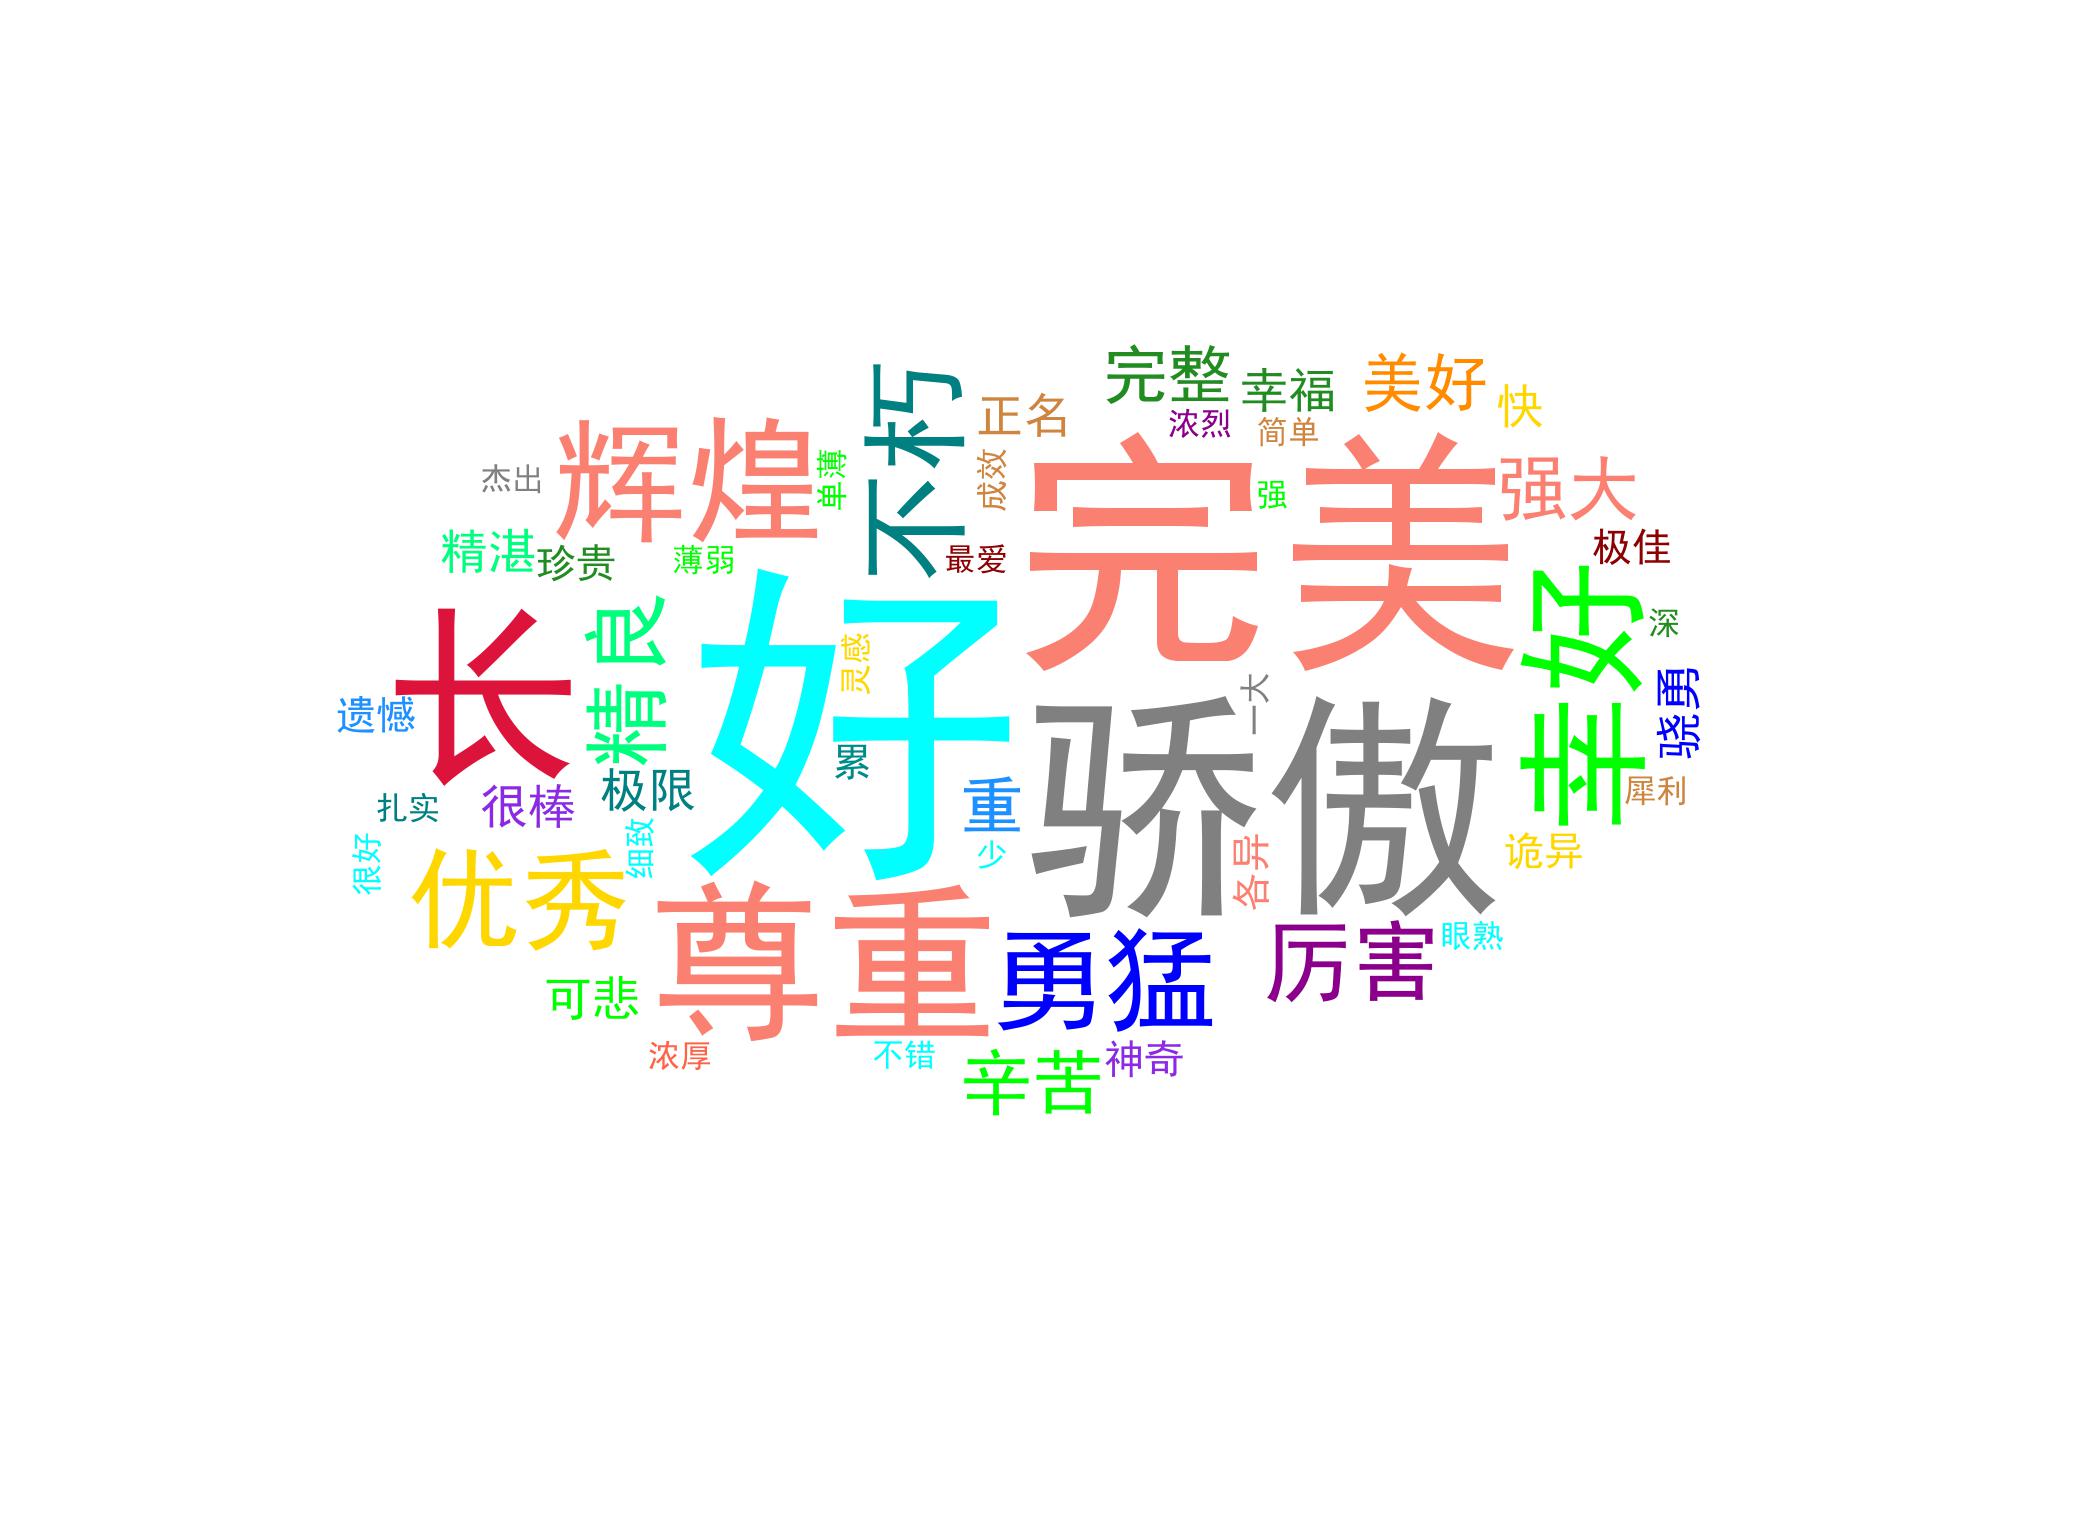 完整
幸福
美好
快
不朽
正名
浓烈
简单
辉煌
完美
强大
杰出
单薄
成效
强
精湛
珍贵
薄弱
最爱
极佳
好
长
精良
灵感
幸好
深
遗憾
骄傲
一大
骁勇
累
极限
重
犀利
扎实
很棒
很好
细致
少
各异
诡异
优秀
尊重
勇猛
厉害
眼熟
可悲
浓厚
不错
辛苦
神奇